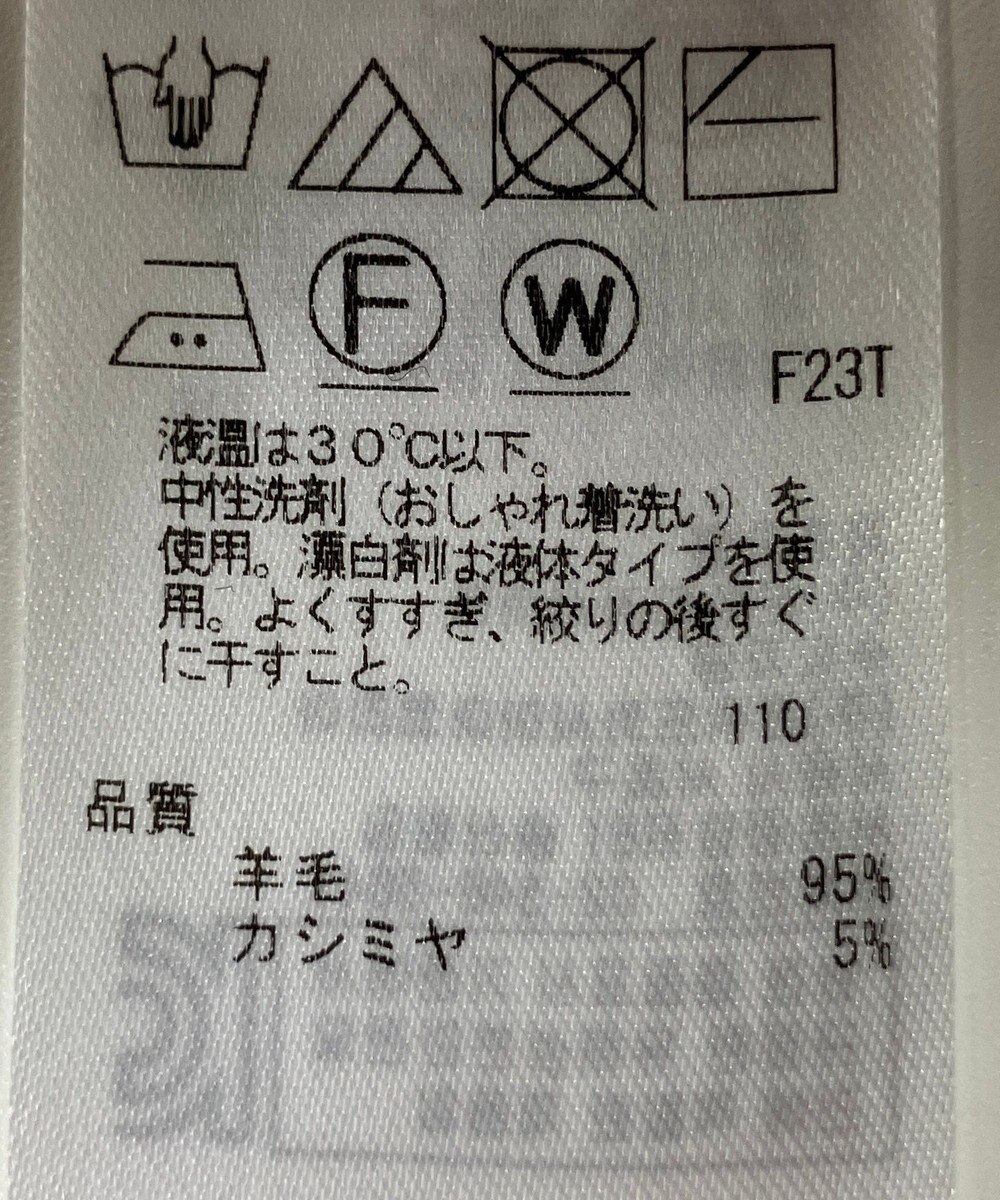 F
W
F23T
液温は30℃以下。
中性洗剤（おしゃれ着洗い）を
使用。漂白剤は液体タイプを使
用。よくすすぎ、絞りの後すぐ
に干すこと。
110
品質
羊毛 95%
カシミヤ 5%